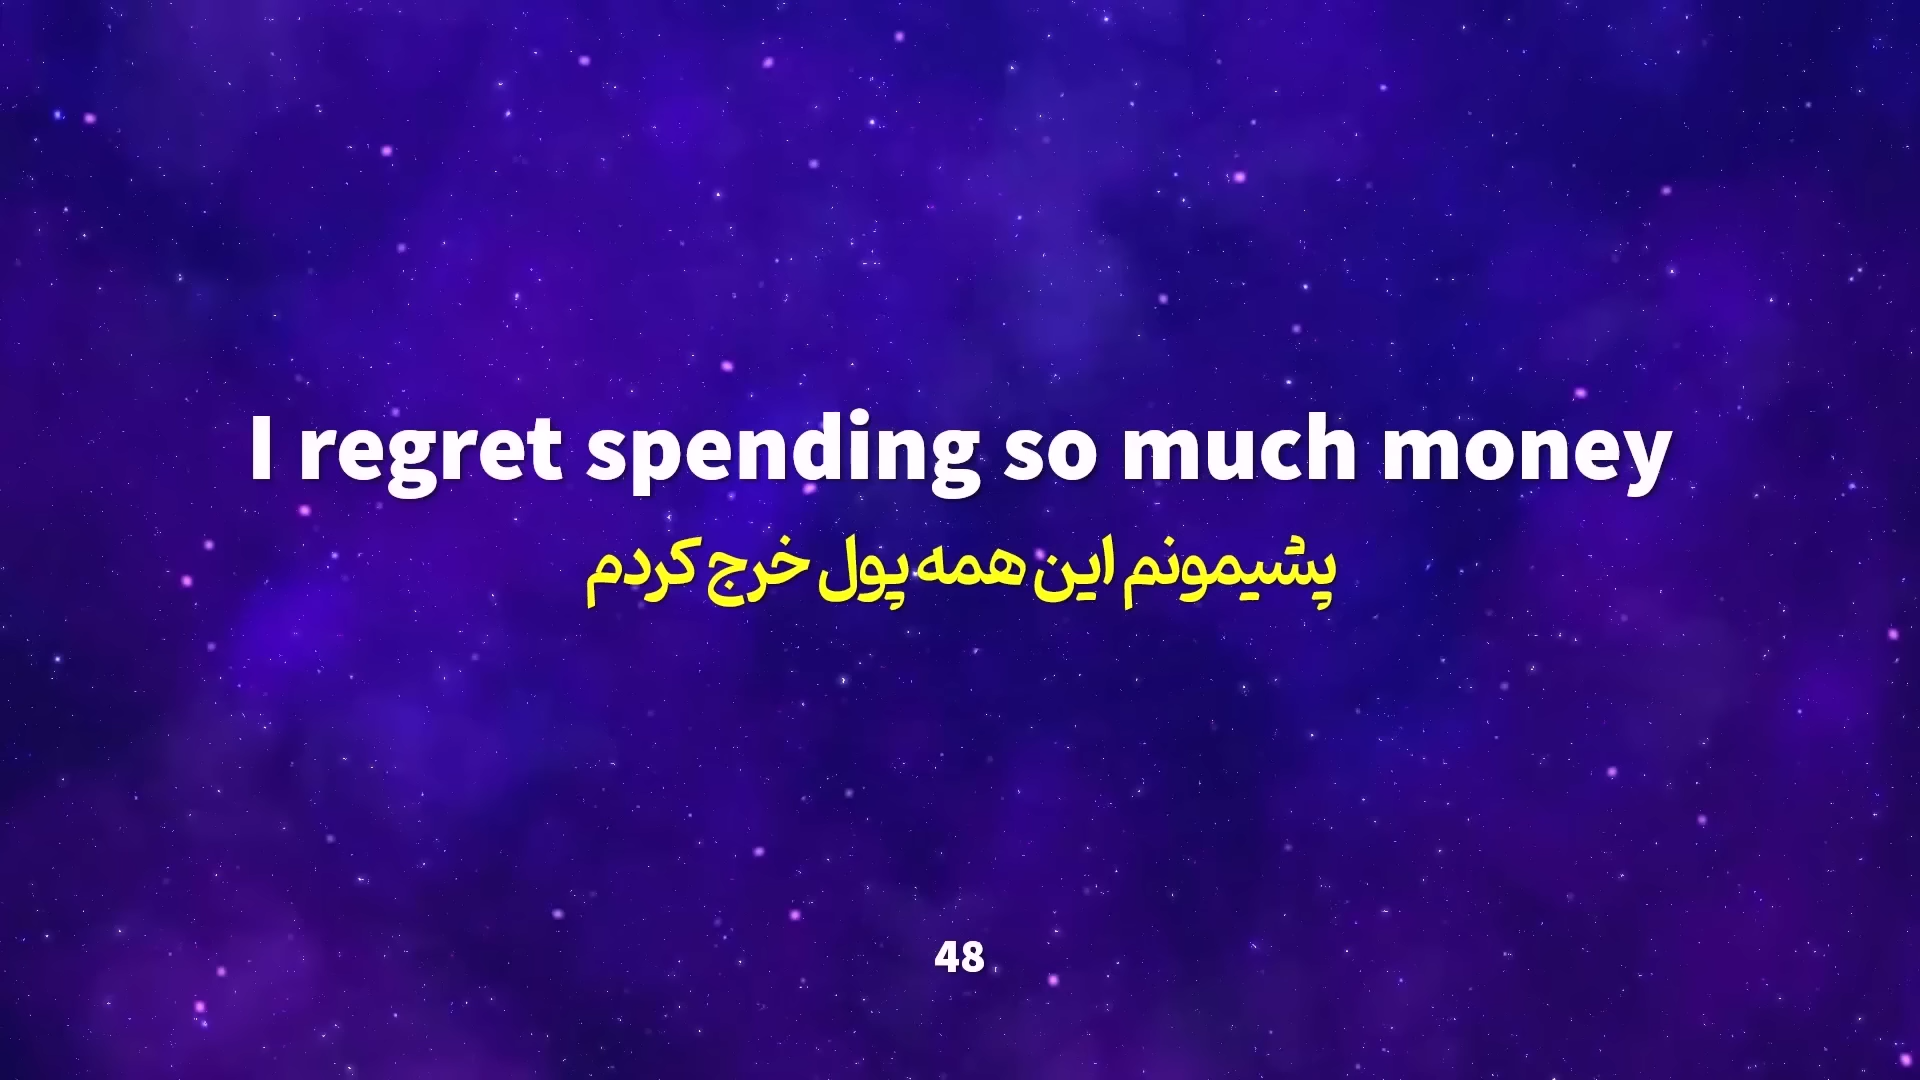 I regret spending so much money
پشیمونم این همه پول خرج کردم
48